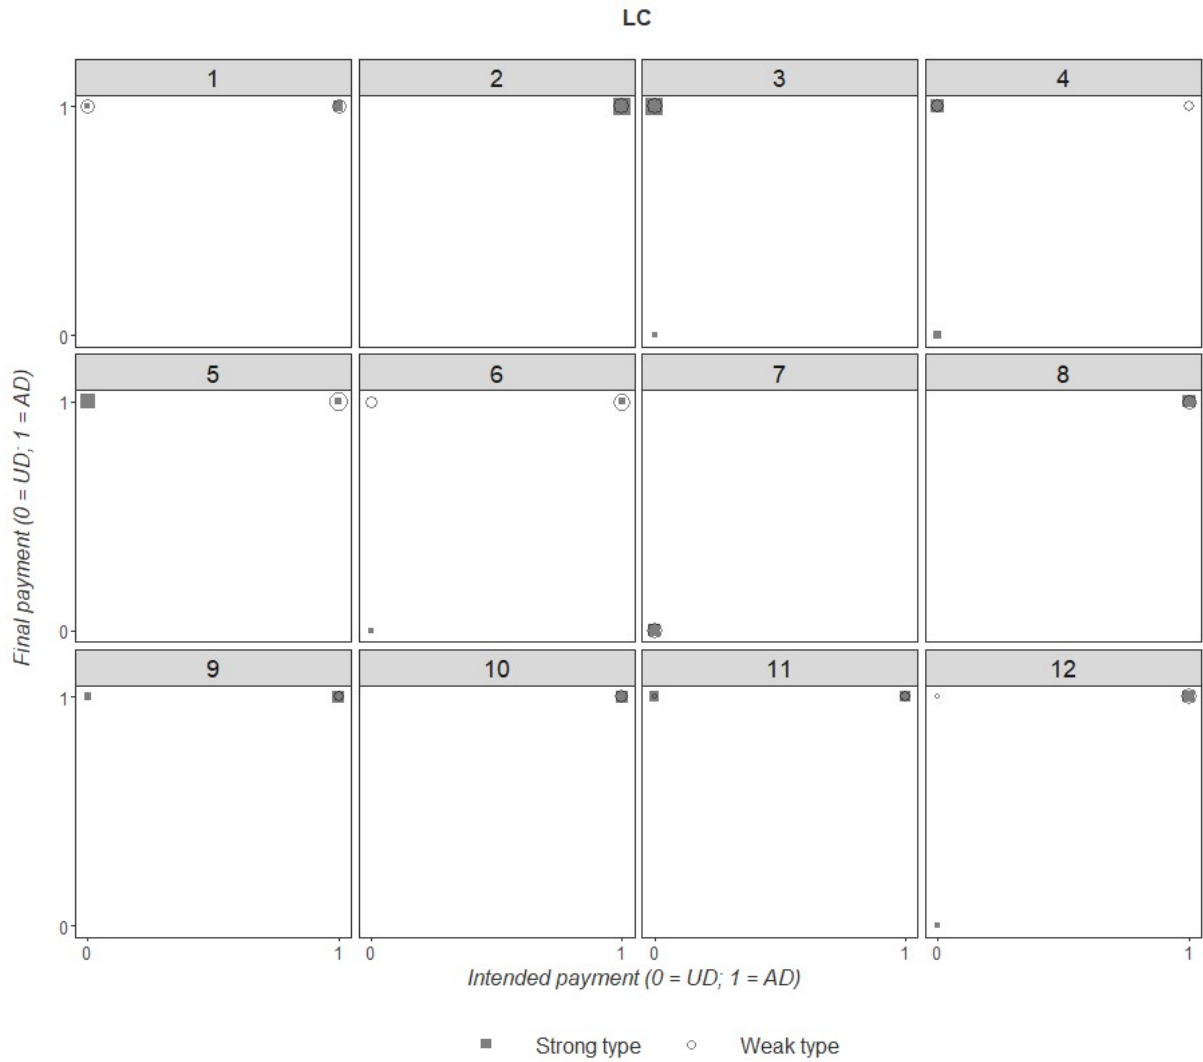 LC
1 2 3 4
1
0
5 6 7 8
1
0
9 10 11 12
1
0
0 1 0 1 0 1 0 1
Final payment (0 = UD; 1 = AD)
Intended payment (0 = UD; 1 = AD)
Strong type Weak type